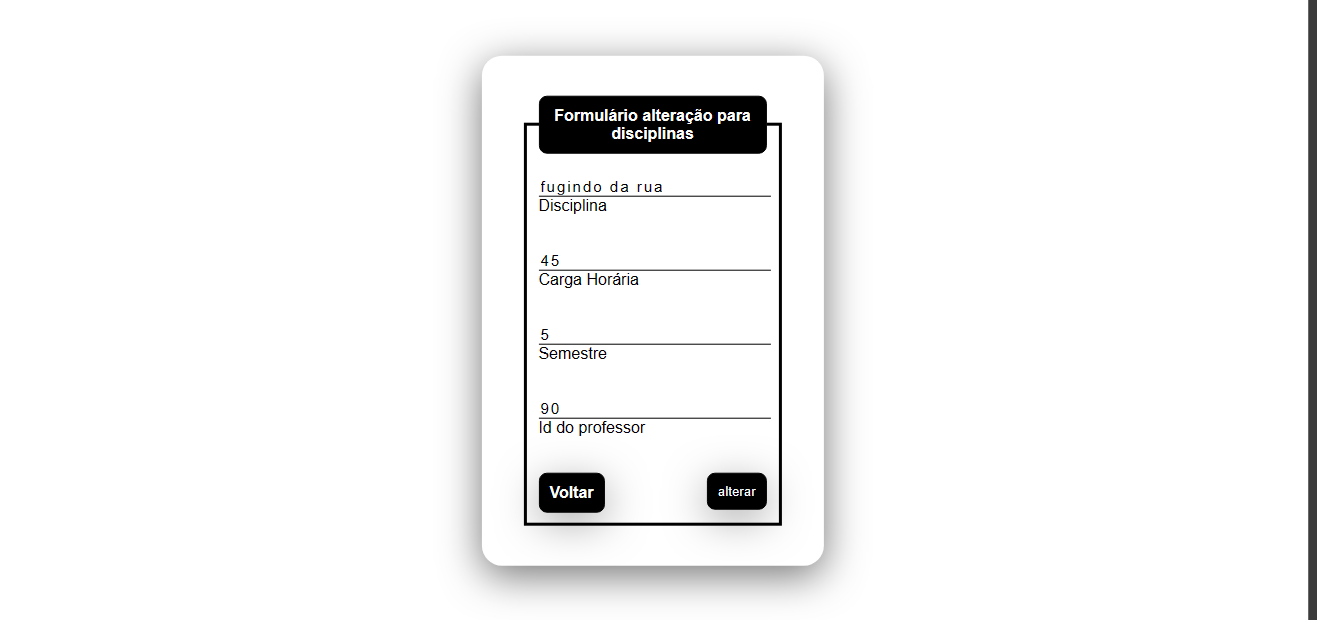 Formulário alteração para
disciplinas
fugindo da rua
Disciplina
45
Carga Horária
5
Semestre
90
Id do professor
Voltar
alterar